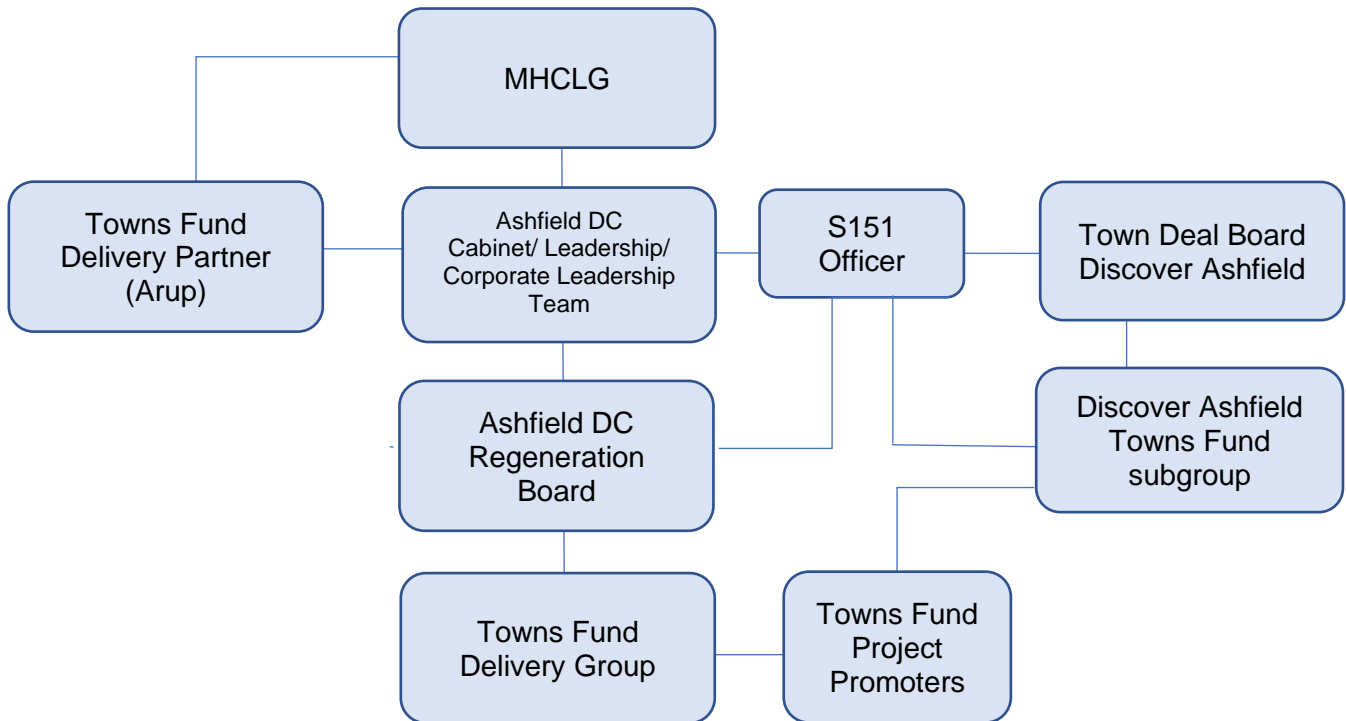 MHCLG
Towns Fund
Delivery Partner
(Arup)
Ashfield DC
Cabinet/ Leadership/
Corporate Leadership
Team
S151
Officer
Town Deal Board
Discover Ashfield
Ashfield DC
Regeneration
Board
Discover Ashfield
Towns Fund
subgroup
Towns Fund
Delivery Group
Towns Fund
Project
Promoters